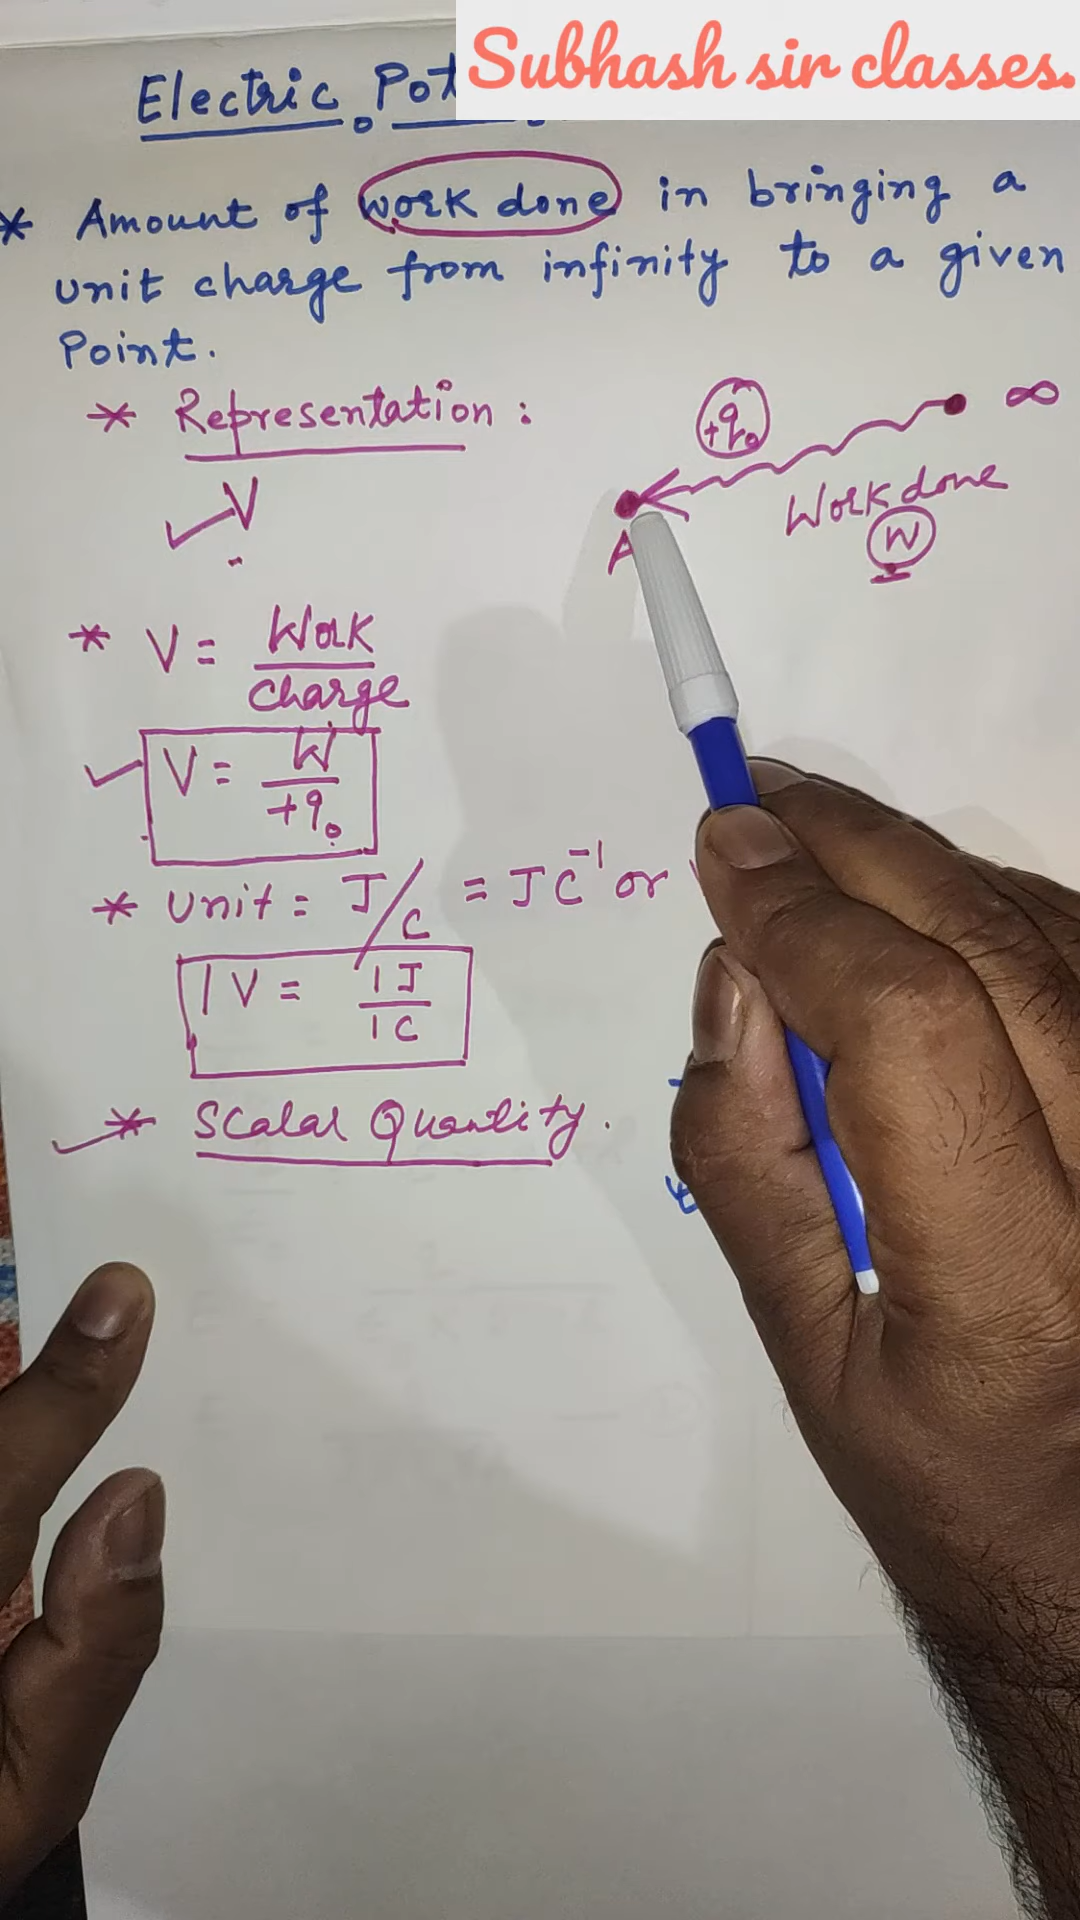 Subhash sir classes.
Electric Pot
* Amount of work done in bringing a
unit charge from infinity to a given
Point.
* Representation :
V
+q₀
∞
A
Work done
W
* V = Work/charge
V = W/+q₀
* Unit = J/C = JC⁻¹ or
1V = 1J/1C
* Scalar Quantity.